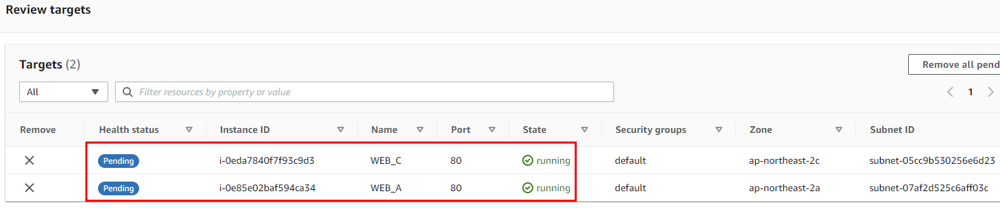 Review targets
Targets (2)
Remove all pend
All
Filter resources by property or value
1
Remove Health status Instance ID Name Port State Security groups Zone Subnet ID
Pending i-0eda7840f7f93c9d3 WEB_C 80 running default ap-northeast-2c subnet-05cc9b530256e6d23
Pending i-0e85e02baf594ca34 WEB_A 80 running default ap-northeast-2a subnet-07af2d525c6aff03c